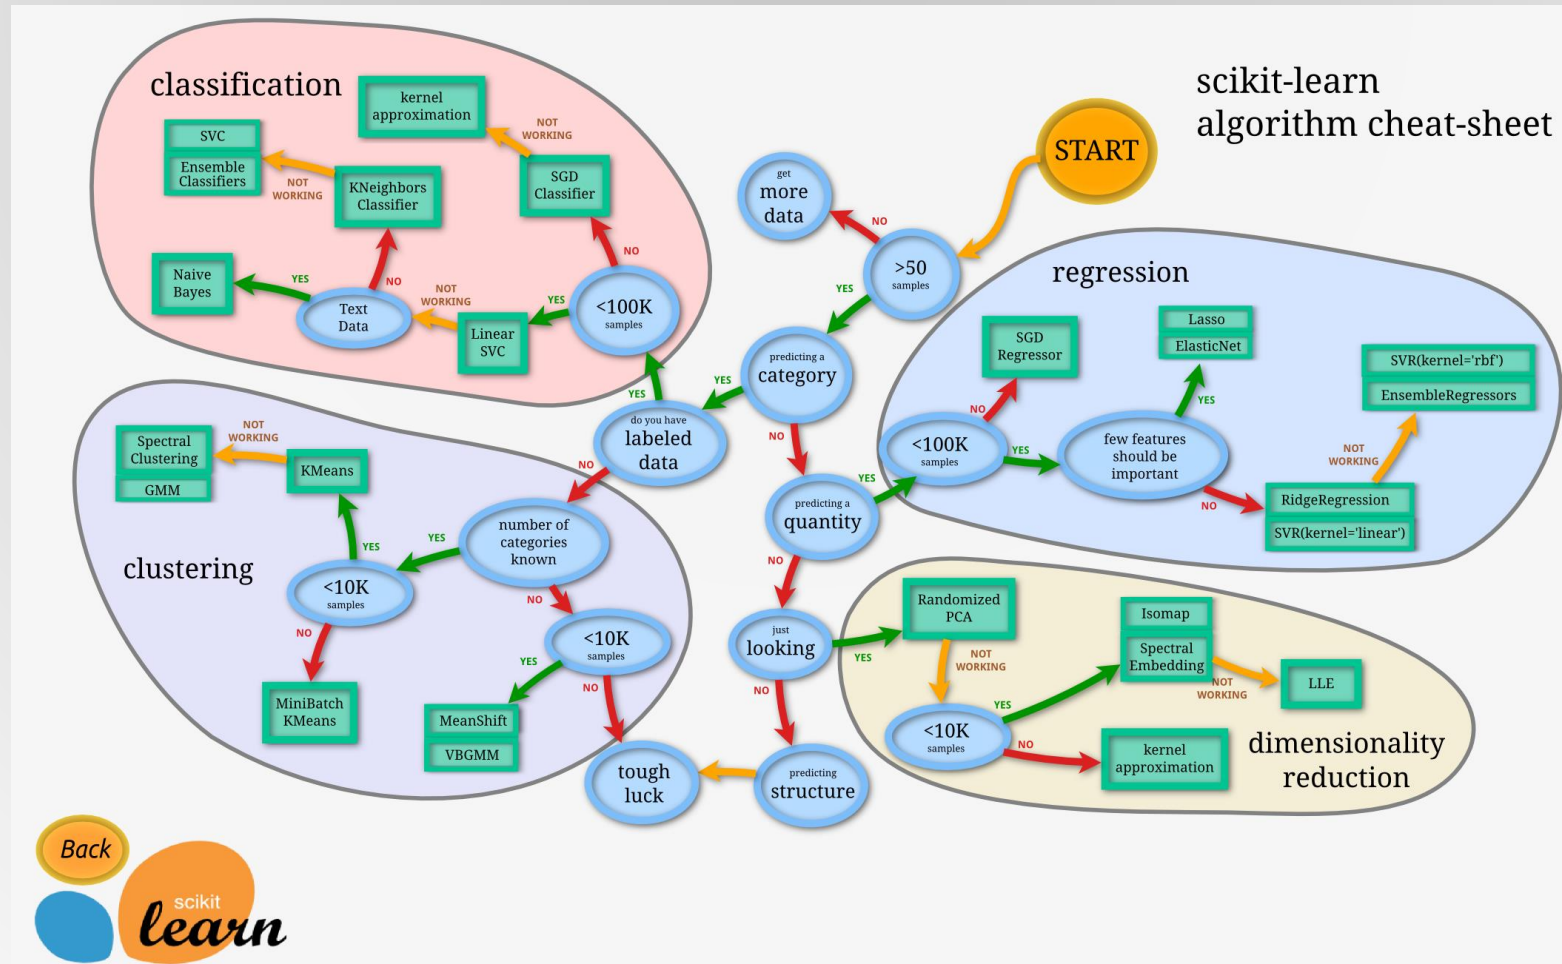 scikit-learn
algorithm cheat-sheet
START
>50
samples
NO
get
more
data
YES
predicting a
category
YES
do you have
labeled
data
YES
NO
NO
predicting a
quantity
YES
NO
just
looking
YES
NO
predicting
structure
tough
luck
classification
<100K
samples
NO
SGD
Classifier
NOT
WORKING
kernel
approximation
YES
Linear
SVC
NOT
WORKING
Text
Data
YES
Naive
Bayes
NO
KNeighbors
Classifier
NOT
WORKING
SVC
Ensemble
Classifiers
regression
<100K
samples
NO
SGD
Regressor
YES
few features
should be
important
YES
Lasso
ElasticNet
NO
RidgeRegression
SVR(kernel='linear')
NOT
WORKING
SVR(kernel='rbf')
EnsembleRegressors
clustering
number of
categories
known
YES
<10K
samples
YES
KMeans
NOT
WORKING
Spectral
Clustering
GMM
NO
MiniBatch
KMeans
NO
<10K
samples
YES
MeanShift
VBGMM
NO
dimensionality
reduction
Randomized
PCA
NOT
WORKING
<10K
samples
YES
Isomap
Spectral
Embedding
NOT
WORKING
LLE
NO
kernel
approximation
Back
scikit
learn